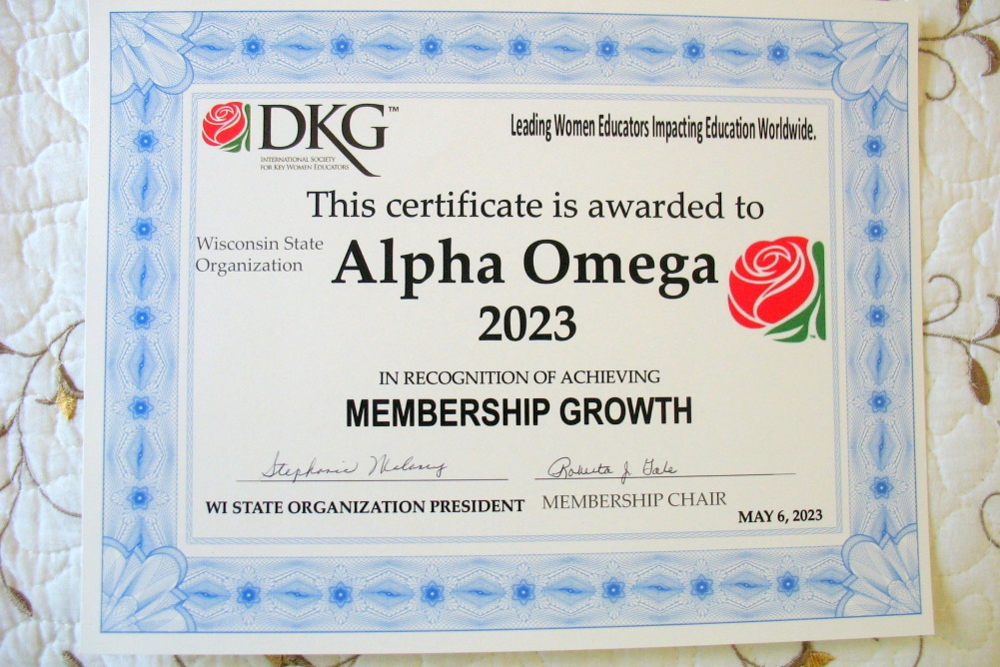 DKG™
INTERNATIONAL SOCIETY
FOR KEY WOMEN EDUCATORS
Leading Women Educators Impacting Education Worldwide.
This certificate is awarded to
Wisconsin State
Organization
Alpha Omega
2023
IN RECOGNITION OF ACHIEVING
MEMBERSHIP GROWTH
Stephanie
Roberta J. Gale
WI STATE ORGANIZATION PRESIDENT
MEMBERSHIP CHAIR
MAY 6, 2023